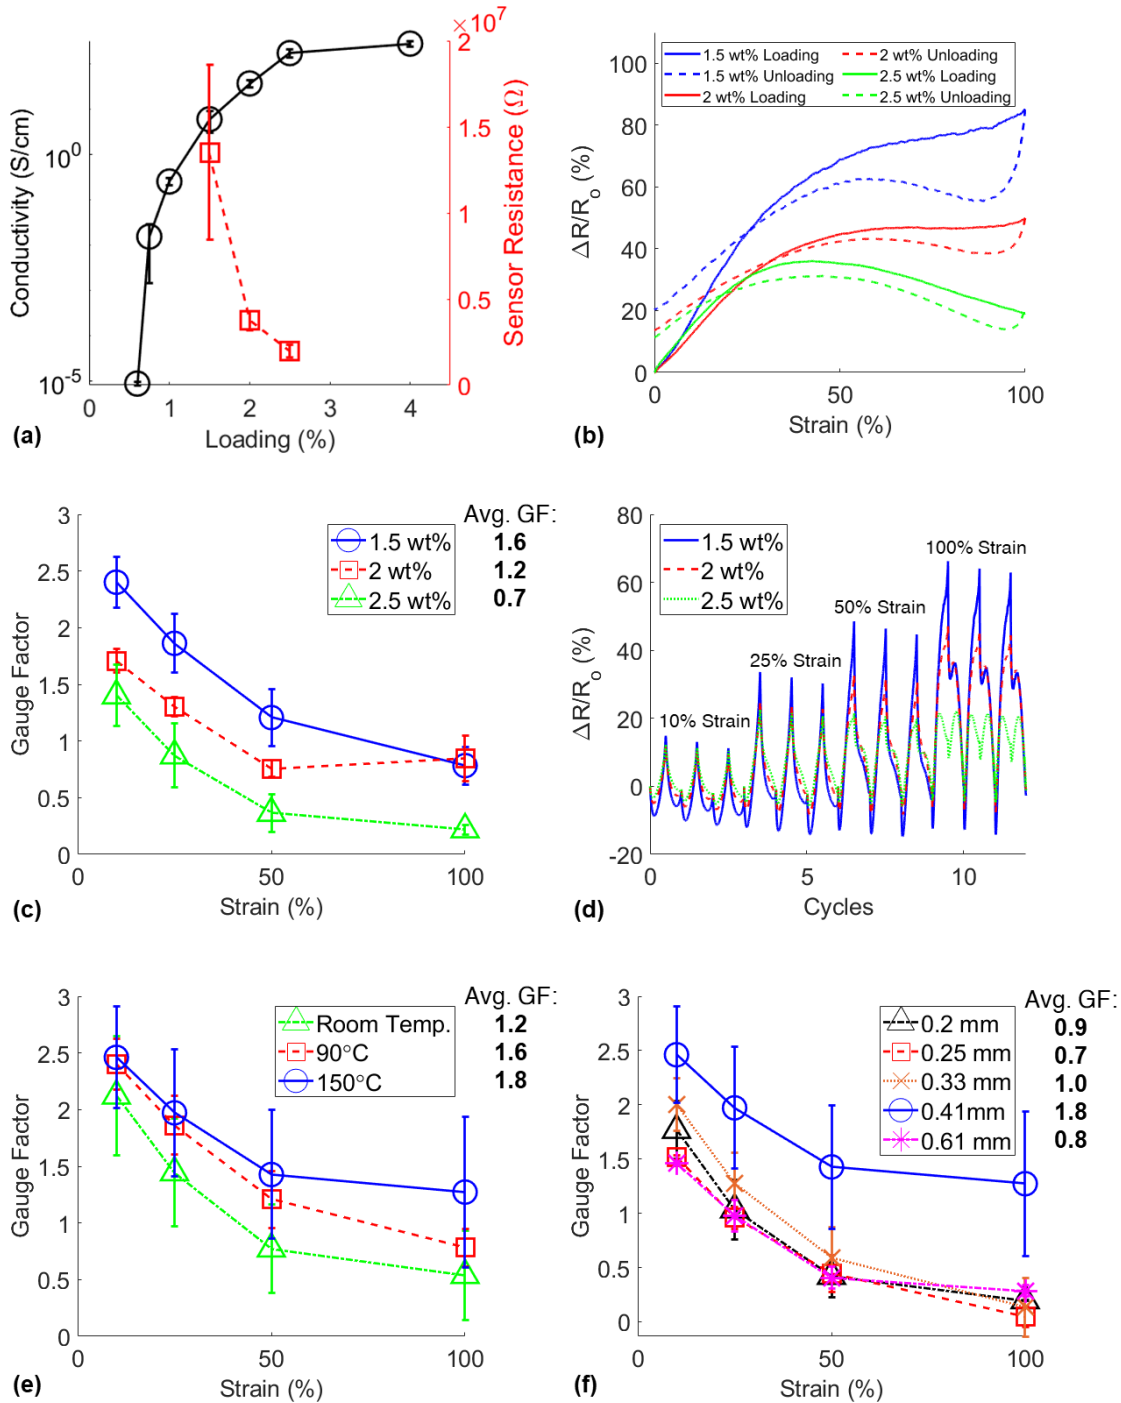 ×10⁷
10⁰
10⁻⁵
Conductivity (S/cm)
2
1.5
1
0.5
0
Sensor Resistance (Ω)
0 1 2 3 4
Loading (%)
(a)
1.5 wt% Loading
1.5 wt% Unloading
2 wt% Loading
2 wt% Unloading
2.5 wt% Loading
2.5 wt% Unloading
100
80
60
40
20
0
ΔR/Rₒ (%)
0 50 100
Strain (%)
(b)
3
2.5
2
1.5
1
0.5
0
Gauge Factor
1.5 wt%
2 wt%
2.5 wt%
Avg. GF:
1.6
1.2
0.7
0 50 100
Strain (%)
(c)
80
60
40
20
0
-20
ΔR/Rₒ (%)
1.5 wt%
2 wt%
2.5 wt%
100% Strain
50% Strain
25% Strain
10% Strain
0 5 10
Cycles
(d)
3
2.5
2
1.5
1
0.5
0
Gauge Factor
Room Temp.
90°C
150°C
Avg. GF:
1.2
1.6
1.8
0 50 100
Strain (%)
(e)
3
2.5
2
1.5
1
0.5
0
Gauge Factor
0.2 mm
0.25 mm
0.33 mm
0.41mm
0.61 mm
Avg. GF:
0.9
0.7
1.0
1.8
0.8
0 50 100
Strain (%)
(f)